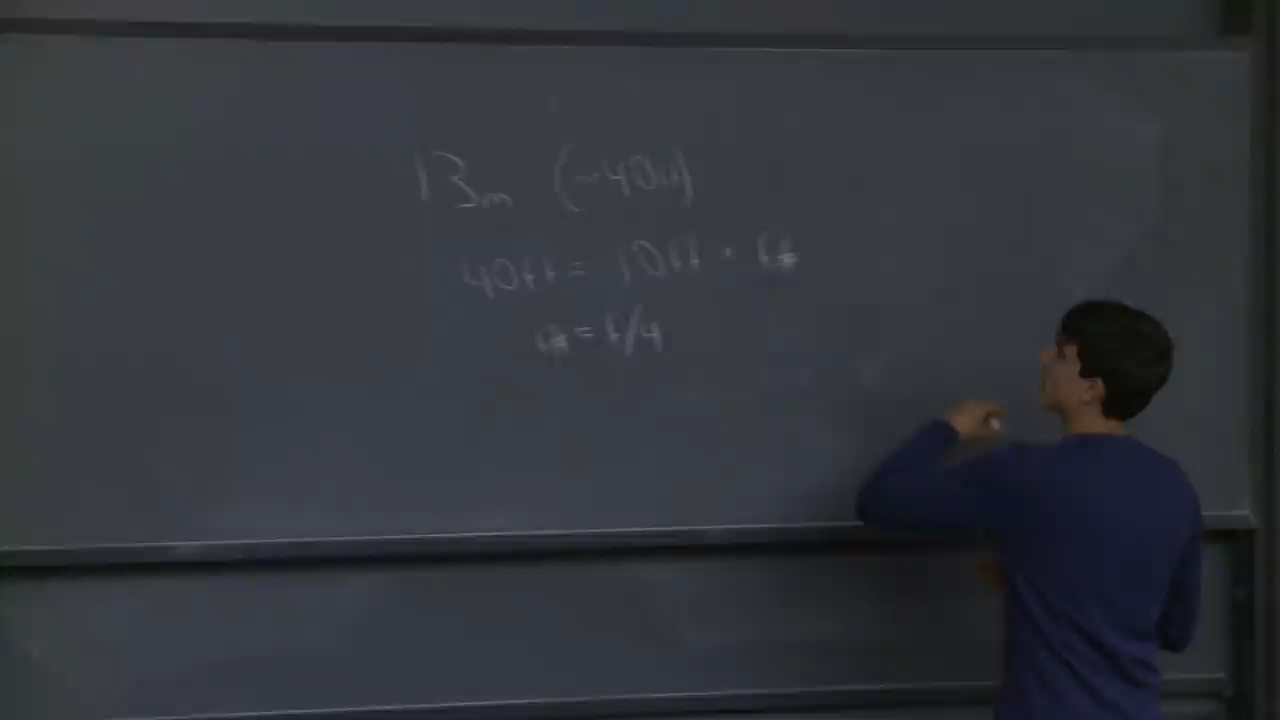 13m (~40ft)
40ft = 10ft · f#
f# = f/4